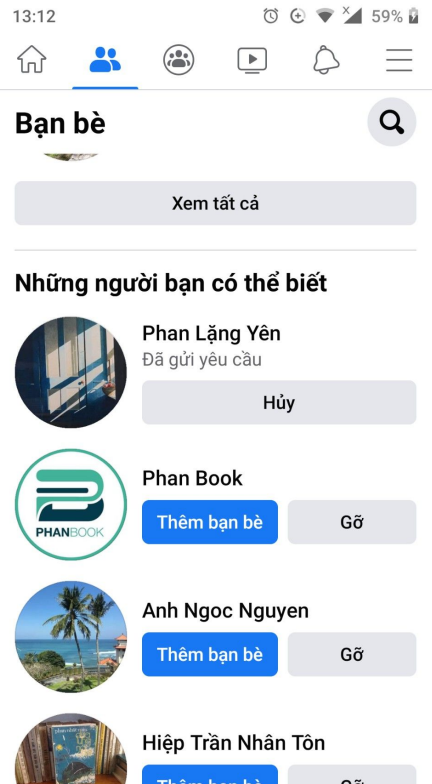 13:12
59%
Bạn bè
Xem tất cả
Những người bạn có thể biết
Phan Lặng Yên
Đã gửi yêu cầu
Hủy
PHANBOOK
Phan Book
Thêm bạn bè
Gỡ
Anh Ngoc Nguyen
Thêm bạn bè
Gỡ
Hiệp Trần Nhân Tôn